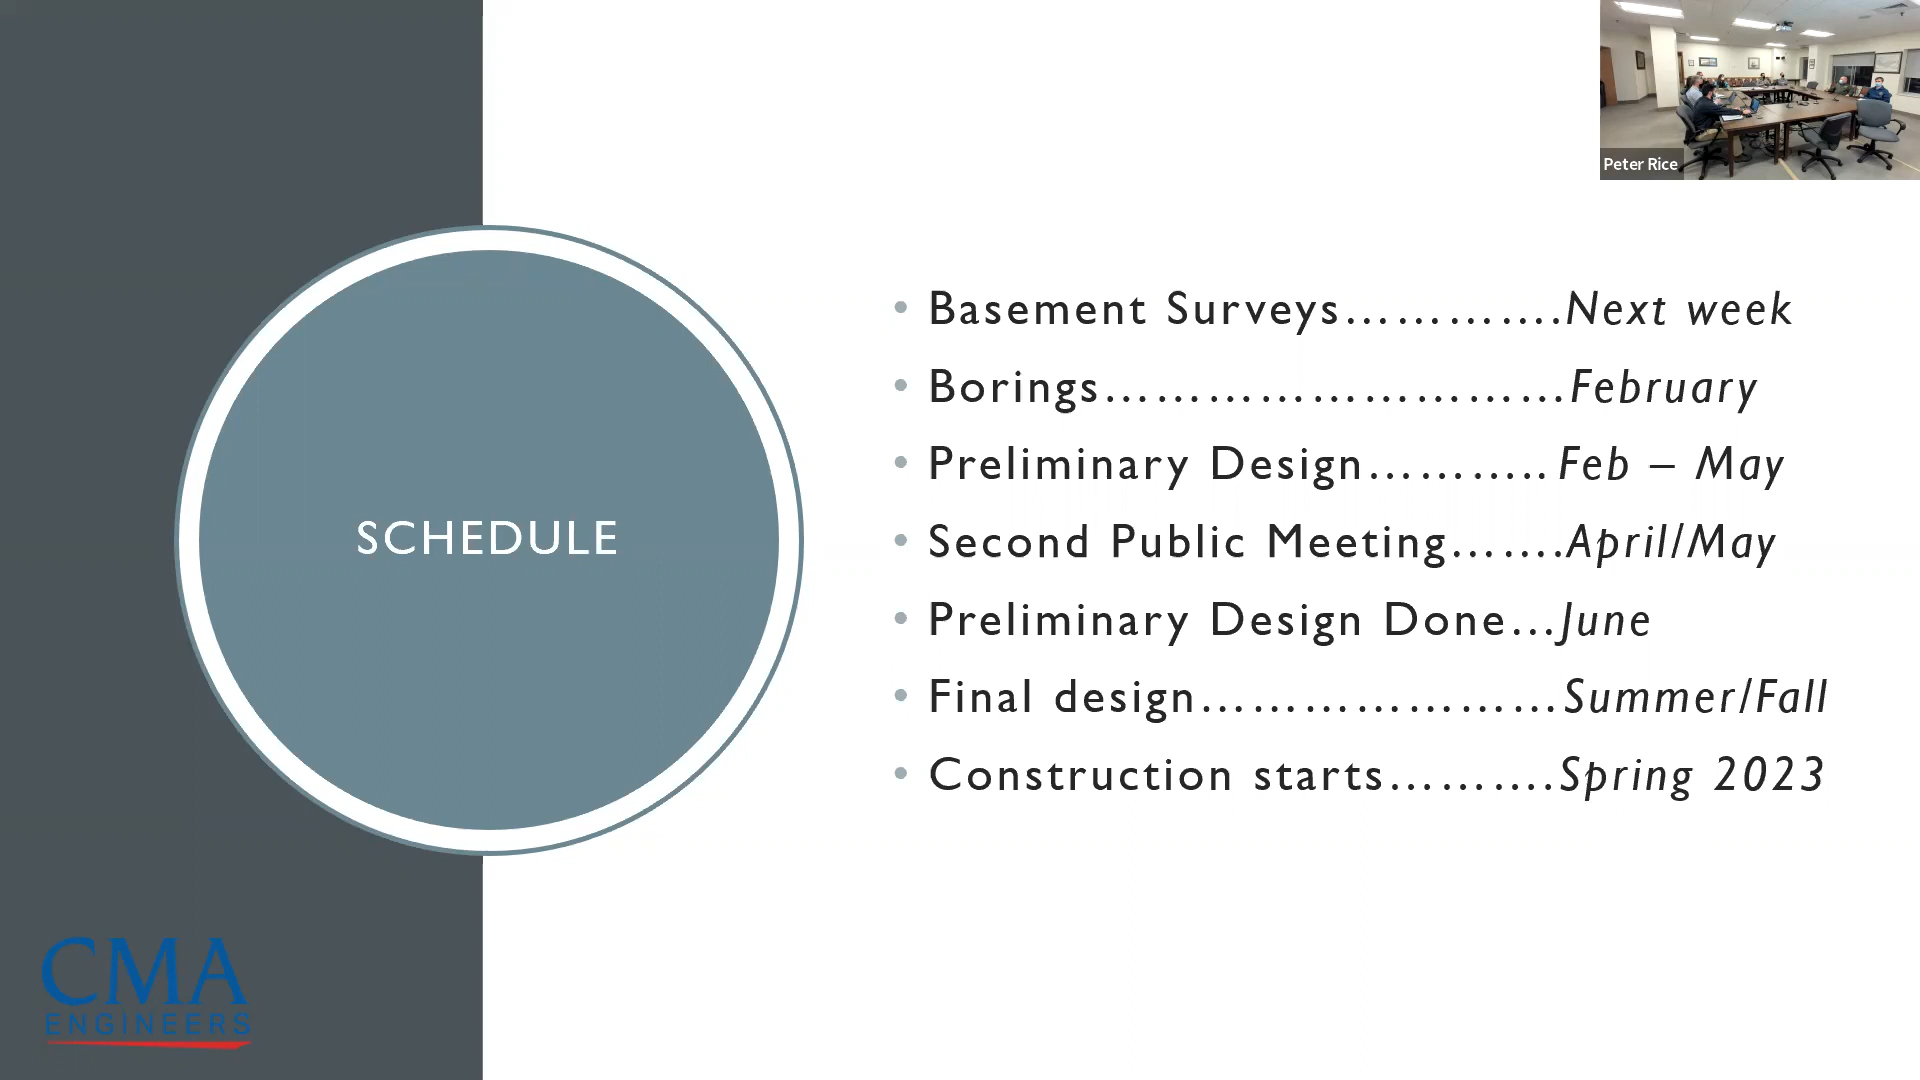 Peter Rice
SCHEDULE
• Basement Surveys………….Next week
• Borings………………………February
• Preliminary Design……….. Feb – May
• Second Public Meeting…….April/May
• Preliminary Design Done…June
• Final design…………………Summer/Fall
• Construction starts……….Spring 2023
CMA
ENGINEERS